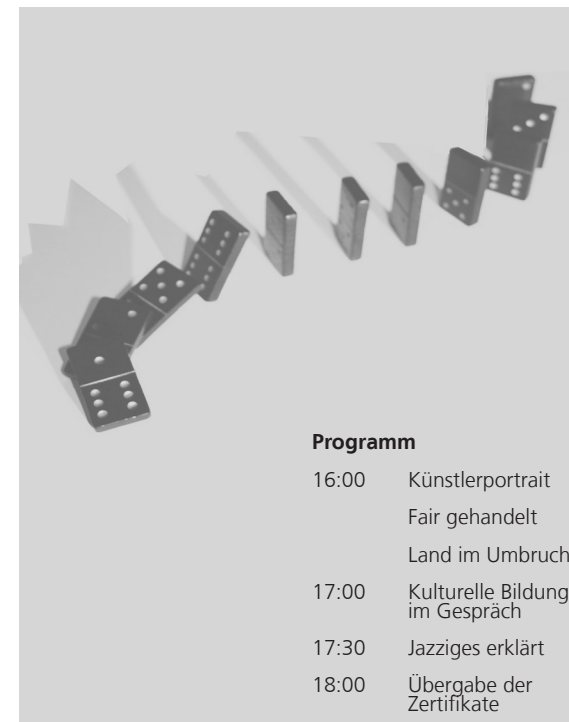 Programm
16:00 Künstlerportrait
Fair gehandelt
Land im Umbruch
17:00 Kulturelle Bildung
im Gespräch
17:30 Jazziges erklärt
18:00 Übergabe der
Zertifikate